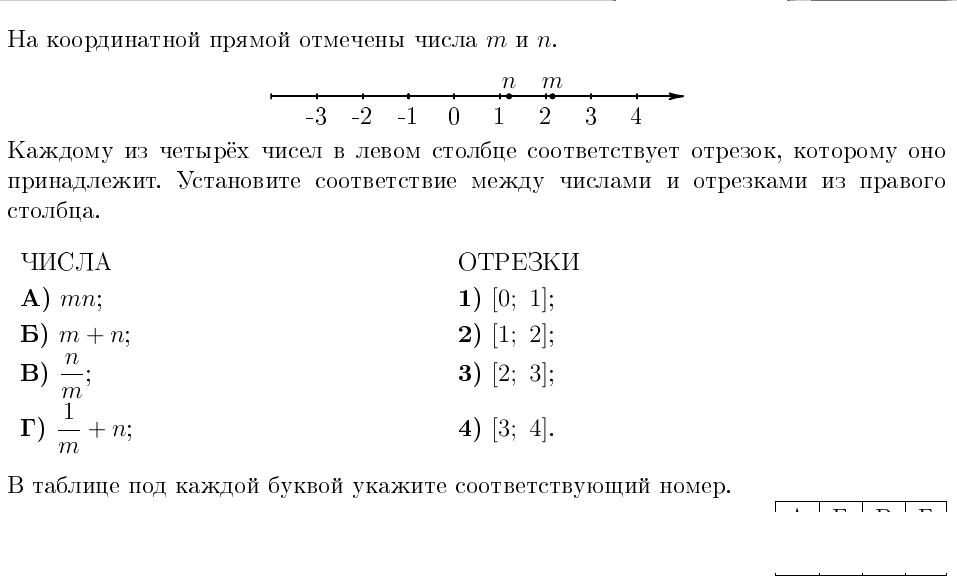 На координатной прямой отмечены числа m и n.
n m
-3 -2 -1 0 1 2 3 4
Каждому из четырёх чисел в левом столбце соответствует отрезок, которому оно
принадлежит. Установите соответствие между числами и отрезками из правого
столбца.
ЧИСЛА ОТРЕЗКИ
А) mn; 1) [0; 1];
Б) m + n; 2) [1; 2];
В) n/m; 3) [2; 3];
Г) 1/m + n; 4) [3; 4].
В таблице под каждой буквой укажите соответствующий номер.